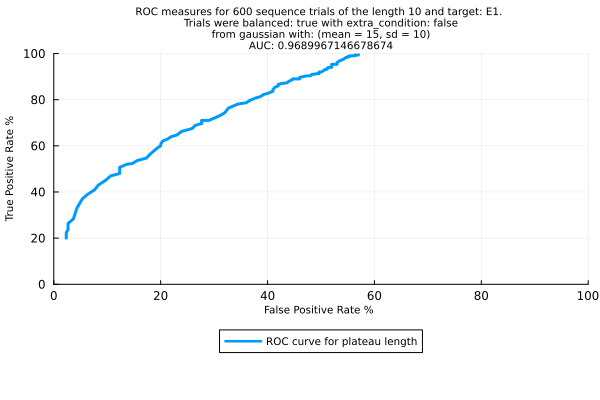 ROC measures for 600 sequence trials of the length 10 and target: E1.
Trials were balanced: true with extra_condition: false
from gaussian with: (mean = 15, sd = 10)
AUC: 0.9689967146678674
100
80
60
40
20
0
True Positive Rate %
0 20 40 60 80 100
False Positive Rate %
ROC curve for plateau length